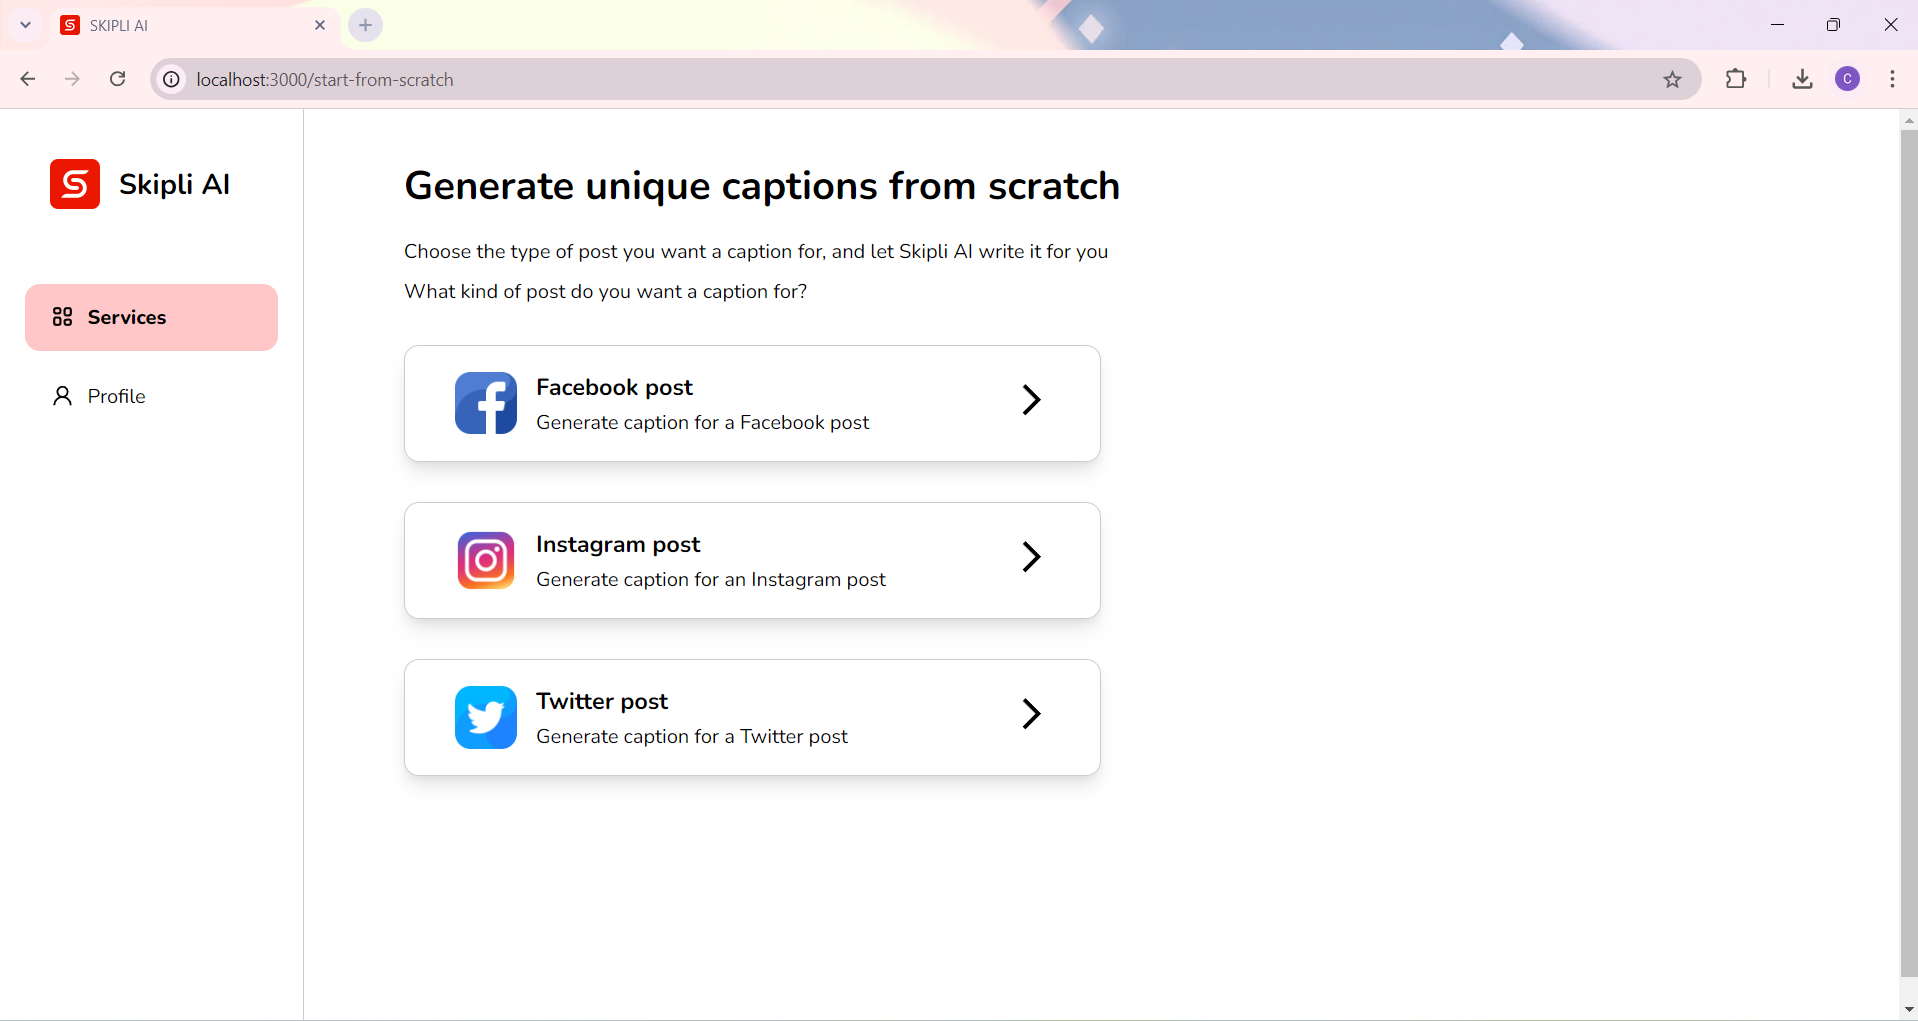 SKIPLI AI
localhost:3000/start-from-scratch
C
Skipli AI
Services
Profile
Generate unique captions from scratch
Choose the type of post you want a caption for, and let Skipli AI write it for you
What kind of post do you want a caption for?
Facebook post
Generate caption for a Facebook post
Instagram post
Generate caption for an Instagram post
Twitter post
Generate caption for a Twitter post